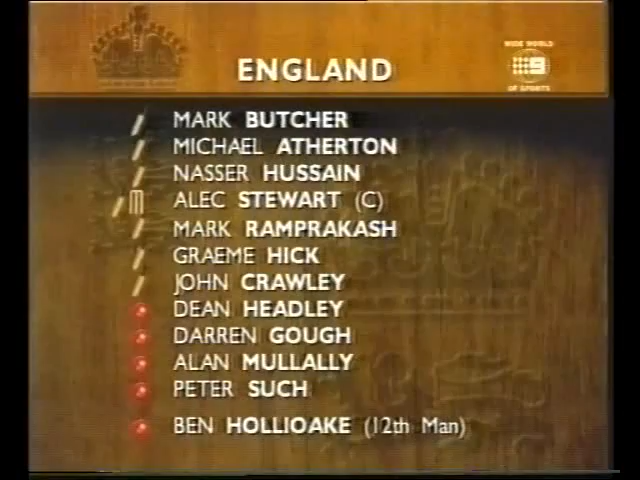 WIDE WORLD
9
OF SPORTS
ENGLAND
MARK BUTCHER
MICHAEL ATHERTON
NASSER HUSSAIN
ALEC STEWART (C)
MARK RAMPRAKASH
GRAEME HICK
JOHN CRAWLEY
DEAN HEADLEY
DARREN GOUGH
ALAN MULLALLY
PETER SUCH
BEN HOLLIOAKE (12th Man)